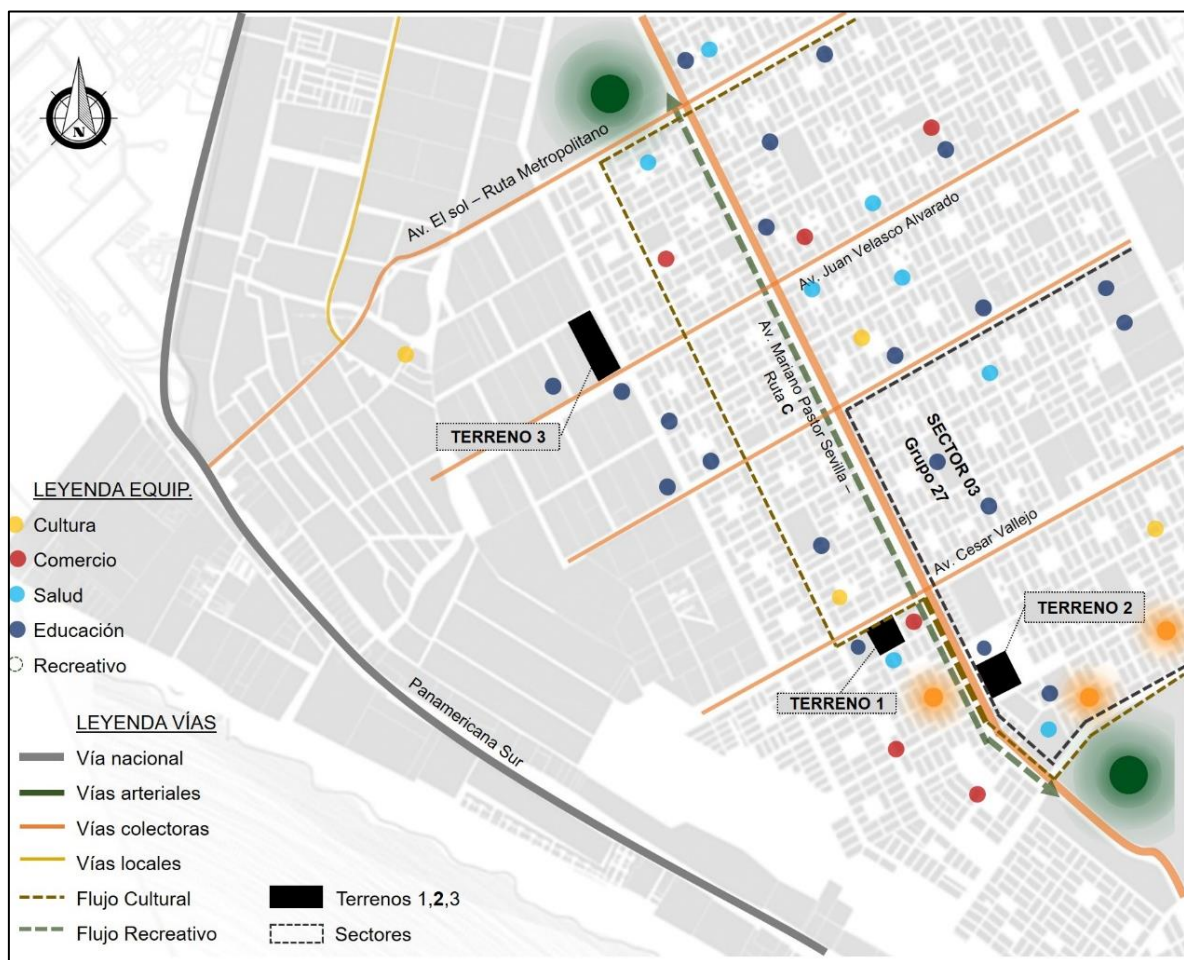 N
Av. El sol – Ruta Metropolitano
Av. Juan Velasco Alvarado
Av. Mariano Pastor Sevilla –
Ruta C
TERRENO 3
SECTOR 03
Grupo 27
Av. Cesar Vallejo
TERRENO 2
TERRENO 1
Panamericana Sur
LEYENDA EQUIP.
Cultura
Comercio
Salud
Educación
Recreativo
LEYENDA VÍAS
Vía nacional
Vías arteriales
Vías colectoras
Vías locales
Flujo Cultural
Flujo Recreativo
Terrenos 1,2,3
Sectores